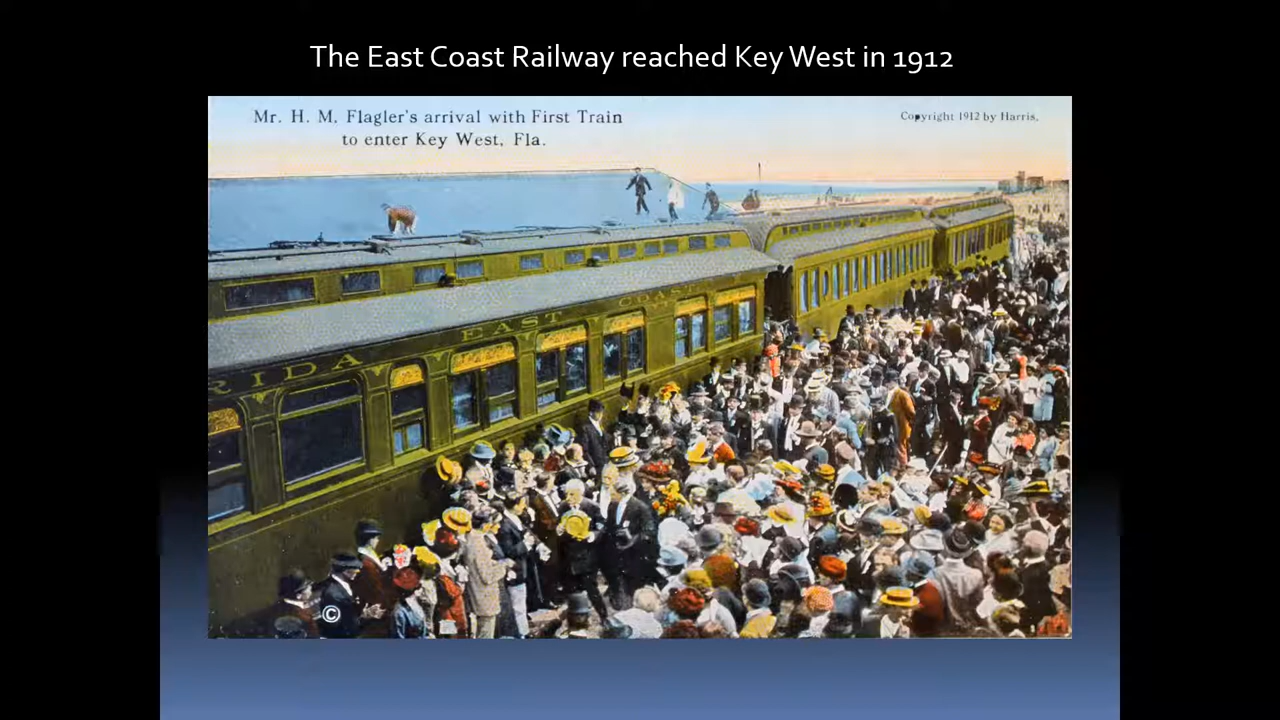 The East Coast Railway reached Key West in 1912
Mr. H. M. Flagler's arrival with First Train
to enter Key West, Fla.
Copyright 1912 by Harris.
RIDA EAST COAST
©